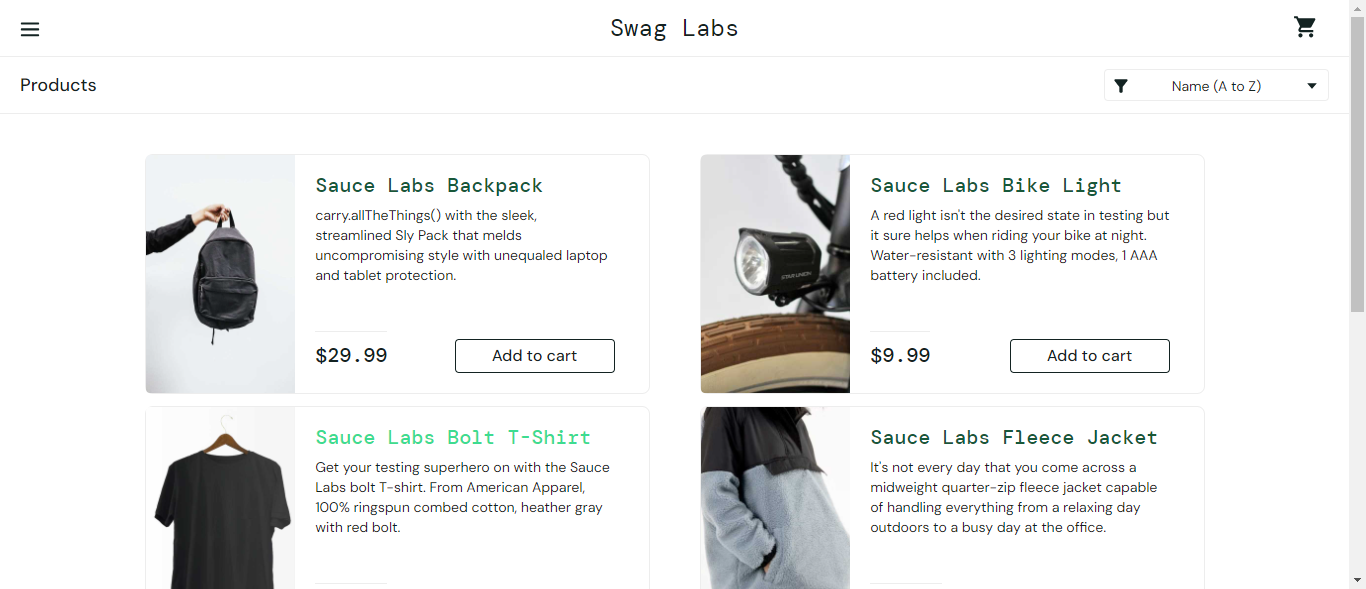 Swag Labs
Products
Name (A to Z)
Sauce Labs Backpack
carry.allTheThings() with the sleek,
streamlined Sly Pack that melds
uncompromising style with unequaled laptop
and tablet protection.
$29.99
Add to cart
STAR UNION
Sauce Labs Bike Light
A red light isn't the desired state in testing but
it sure helps when riding your bike at night.
Water-resistant with 3 lighting modes, 1 AAA
battery included.
$9.99
Add to cart
Sauce Labs Bolt T-Shirt
Get your testing superhero on with the Sauce
Labs bolt T-shirt. From American Apparel,
100% ringspun combed cotton, heather gray
with red bolt.
Sauce Labs Fleece Jacket
It's not every day that you come across a
midweight quarter-zip fleece jacket capable
of handling everything from a relaxing day
outdoors to a busy day at the office.